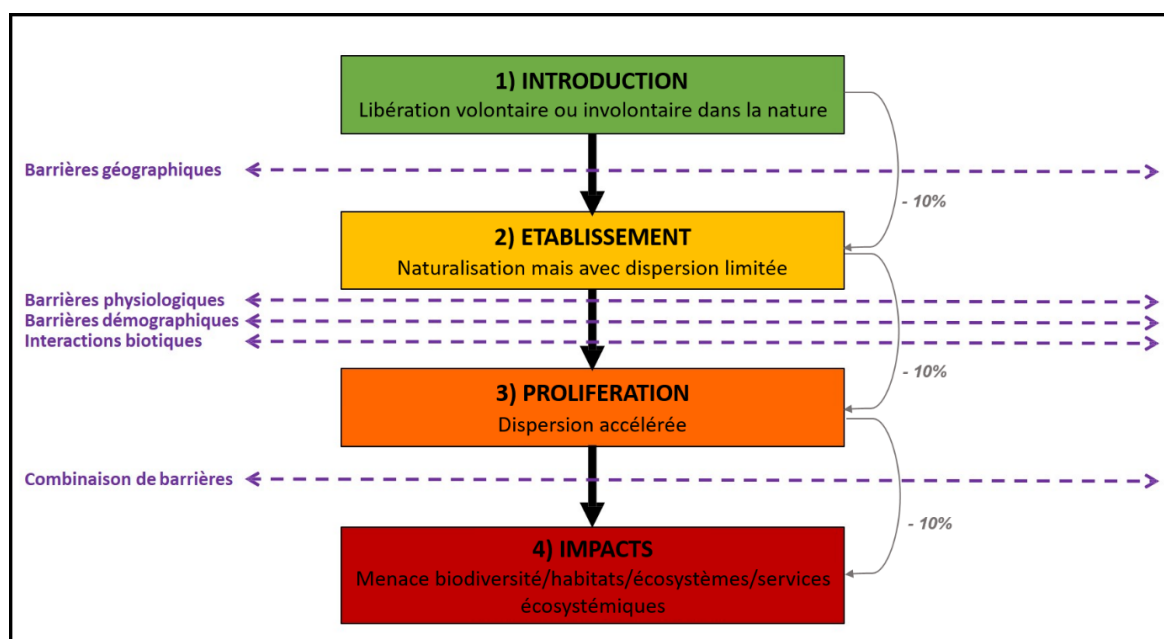 1) INTRODUCTION
Libération volontaire ou involontaire dans la nature
Barrières géographiques
- 10%
2) ETABLISSEMENT
Naturalisation mais avec dispersion limitée
Barrières physiologiques
Barrières démographiques
Interactions biotiques
- 10%
3) PROLIFERATION
Dispersion accélérée
Combinaison de barrières
- 10%
4) IMPACTS
Menace biodiversité/habitats/écosystèmes/services
écosystémiques